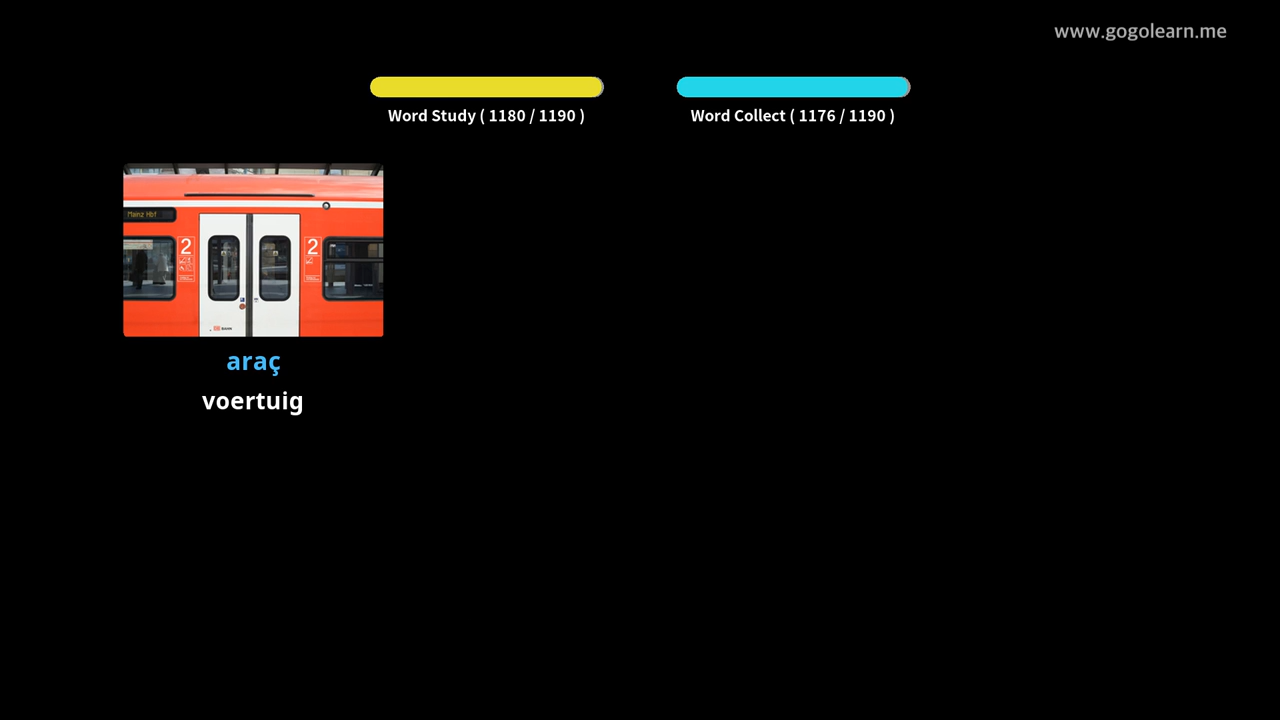 www.gogolearn.me
Word Study ( 1180 / 1190 )
Word Collect ( 1176 / 1190 )
Mainz Hbf
2
2
araç
voertuig